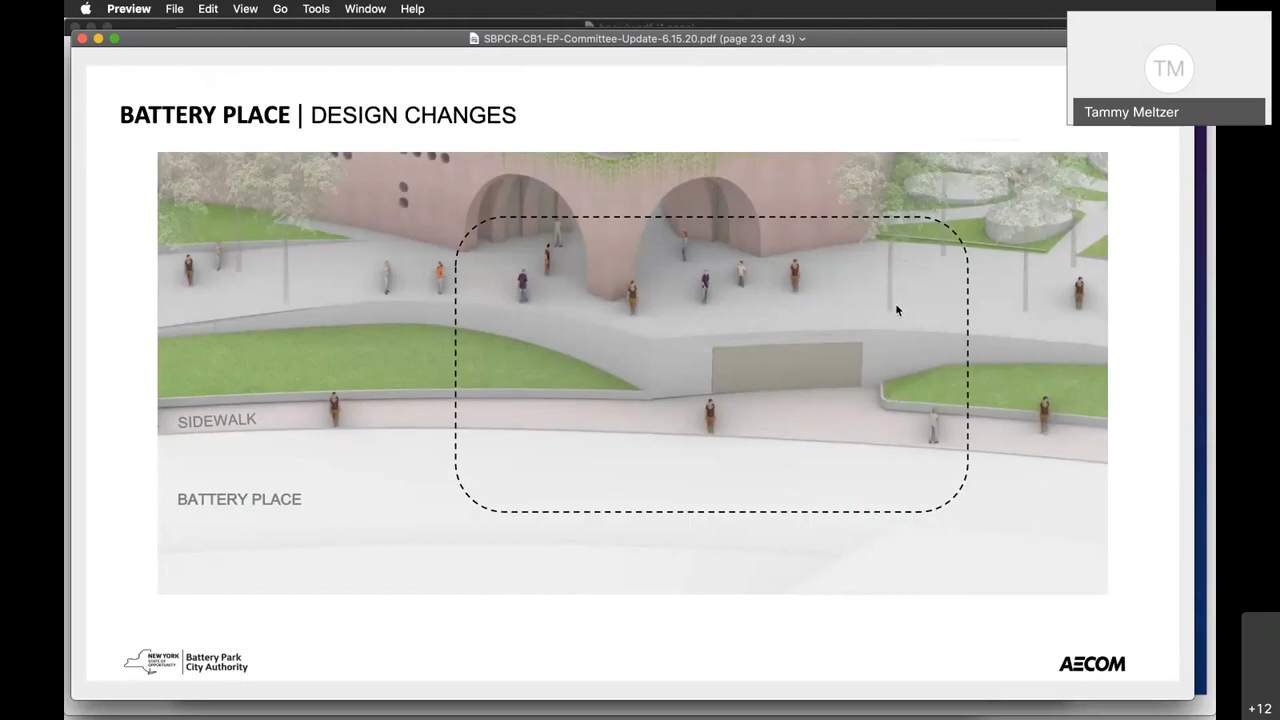 Preview File Edit View Go Tools Window Help
SBPCR-CB1-EP-Committee-Update-6.15.20.pdf (page 23 of 43)
TM
Tammy Meltzer
BATTERY PLACE | DESIGN CHANGES
SIDEWALK
BATTERY PLACE
NEW YORK
STATE OF
OPPORTUNITY.
Battery Park
City Authority
AECOM
+12